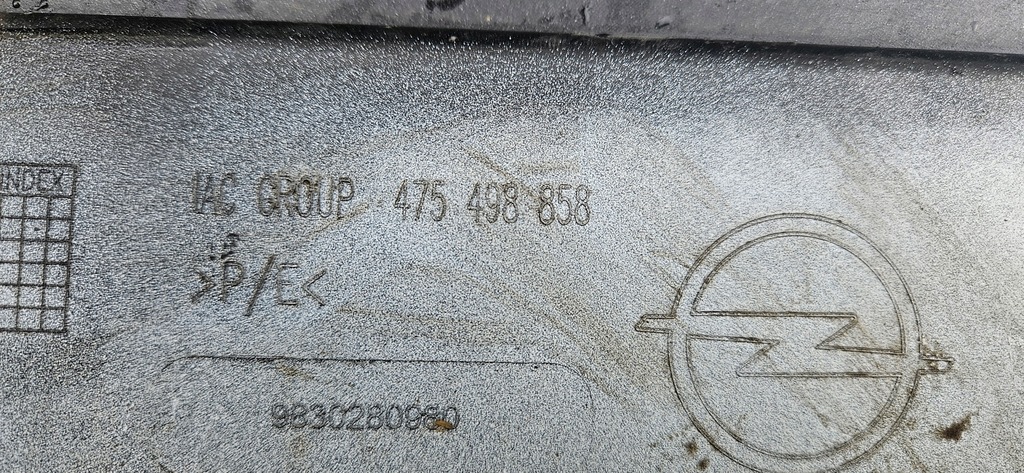 INDEX
IAC GROUP 475 498 858
>P/E<
9830280980